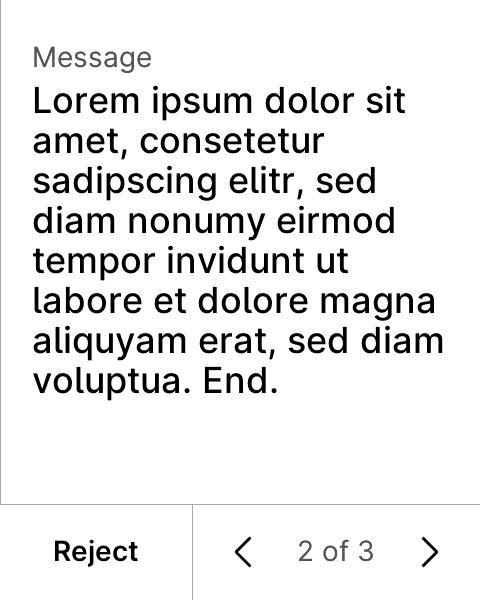 Message
Lorem ipsum dolor sit
amet, consetetur
sadipscing elitr, sed
diam nonumy eirmod
tempor invidunt ut
labore et dolore magna
aliquyam erat, sed diam
voluptua. End.
Reject
2 of 3